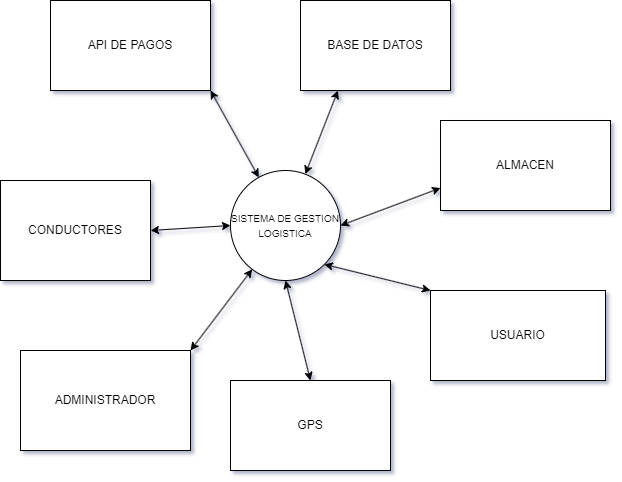 API DE PAGOS
BASE DE DATOS
ALMACEN
SISTEMA DE GESTION
LOGISTICA
CONDUCTORES
USUARIO
ADMINISTRADOR
GPS